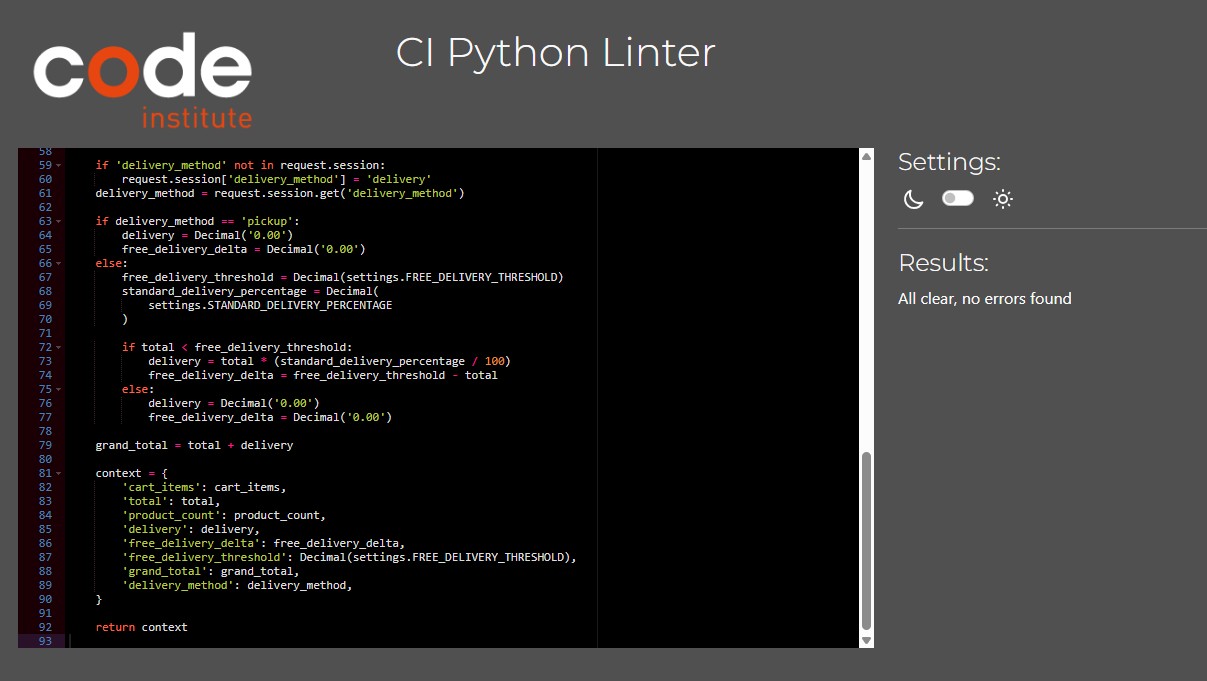 code
institute
CI Python Linter
58
59 if 'delivery_method' not in request.session:
60 request.session['delivery_method'] = 'delivery'
61 delivery_method = request.session.get('delivery_method')
62
63 if delivery_method == 'pickup':
64 delivery = Decimal('0.00')
65 free_delivery_delta = Decimal('0.00')
66 else:
67 free_delivery_threshold = Decimal(settings.FREE_DELIVERY_THRESHOLD)
68 standard_delivery_percentage = Decimal(
69 settings.STANDARD_DELIVERY_PERCENTAGE
70 )
71
72 if total < free_delivery_threshold:
73 delivery = total * (standard_delivery_percentage / 100)
74 free_delivery_delta = free_delivery_threshold - total
75 else:
76 delivery = Decimal('0.00')
77 free_delivery_delta = Decimal('0.00')
78
79 grand_total = total + delivery
80
81 context = {
82 'cart_items': cart_items,
83 'total': total,
84 'product_count': product_count,
85 'delivery': delivery,
86 'free_delivery_delta': free_delivery_delta,
87 'free_delivery_threshold': Decimal(settings.FREE_DELIVERY_THRESHOLD),
88 'grand_total': grand_total,
89 'delivery_method': delivery_method,
90 }
91
92 return context
93
Settings:
Results:
All clear, no errors found